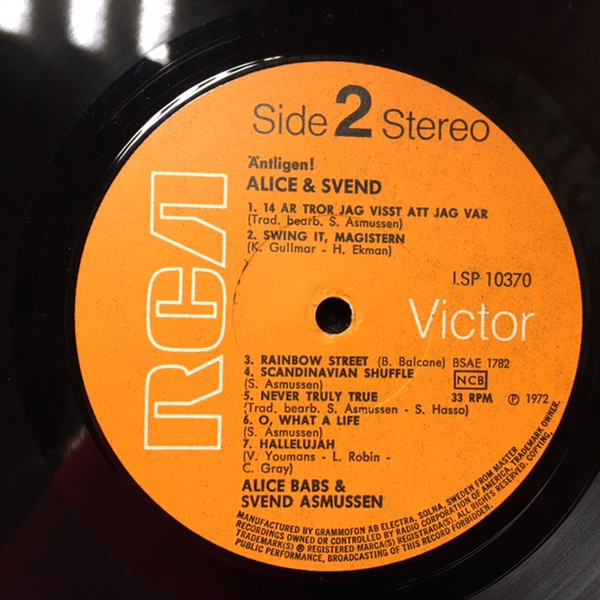 Side 2 Stereo
Äntligen!
ALICE & SVEND
1. 14 AR TROR JAG VISST ATT JAG VAR
(Trad. bearb. S. Asmussen)
2. SWING IT, MAGISTERN
(K. Gullmar - H. Ekman)
LSP 10370
RCA
Victor
3. RAINBOW STREET (B. Balcone) BSAE 1782
4. SCANDINAVIAN SHUFFLE
(S. Asmussen)
NCB
5. NEVER TRULY TRUE
33 RPM ℗ 1972
(Trad. bearb. S. Asmussen - S. Hasso)
6. O, WHAT A LIFE
(S. Asmussen)
7. HALLELUJAH
(V. Youmans - L. Robin -
C. Gray)
ALICE BABS &
SVEND ASMUSSEN
MANUFACTURED BY GRAMMOFON AB ELECTRA, SOLNA, SWEDEN FROM MASTER
RECORDINGS OWNED OR CONTROLLED BY RADIO CORPORATION OF AMERICA, TRADEMARK OWNER.
TRADEMARK(S) ® REGISTERED MARCA(S) REGISTRADA(S). ALL RIGHTS RESERVED. COPYING,
PUBLIC PERFORMANCE, BROADCASTING OF THIS RECORD FORBIDDEN.